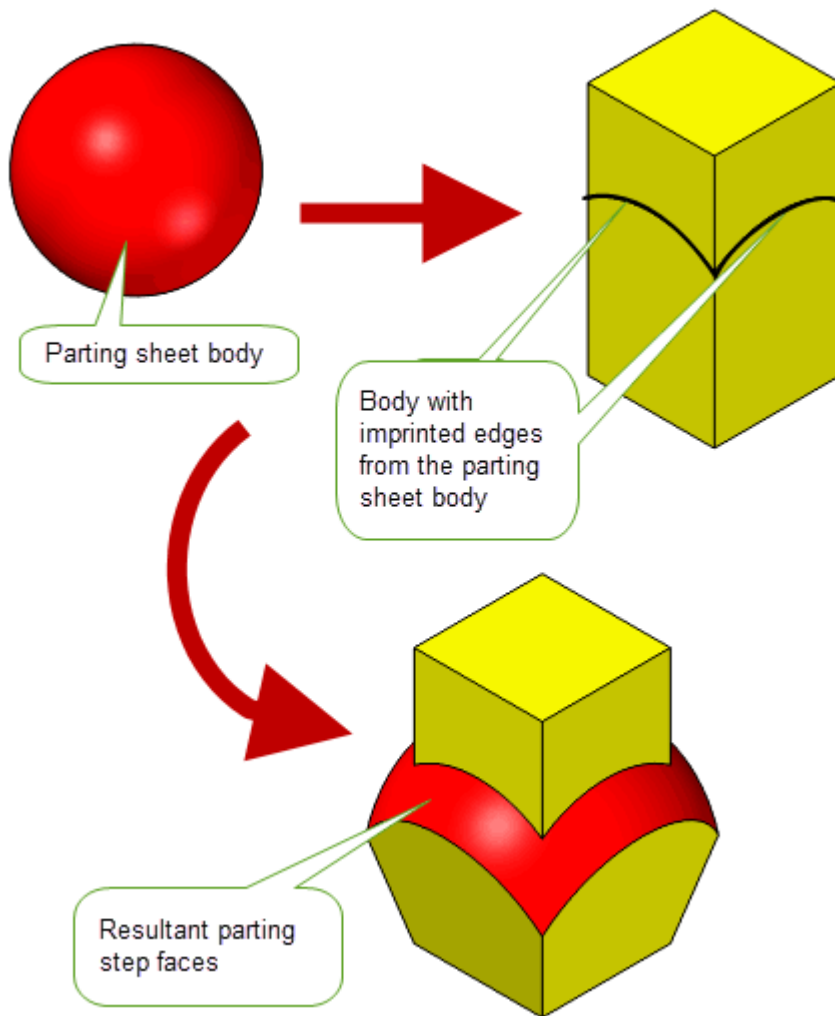 Parting sheet body
Body with
imprinted edges
from the parting
sheet body
Resultant parting
step faces